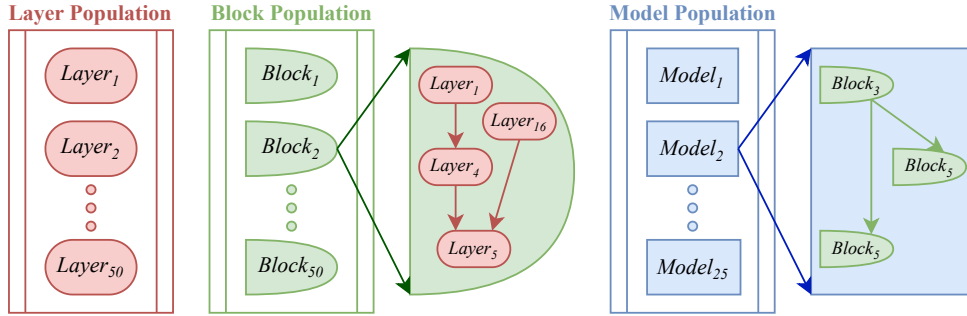 Layer Population
Layer1
Layer2
Layer50
Block Population
Block1
Block2
Block50
Layer1
Layer16
Layer4
Layer5
Model Population
Model1
Model2
Model25
Block3
Block5
Block5